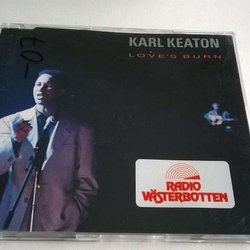 KARL KEATON
LOVE'S BURN
RADIO
VÄSTERBOTTEN